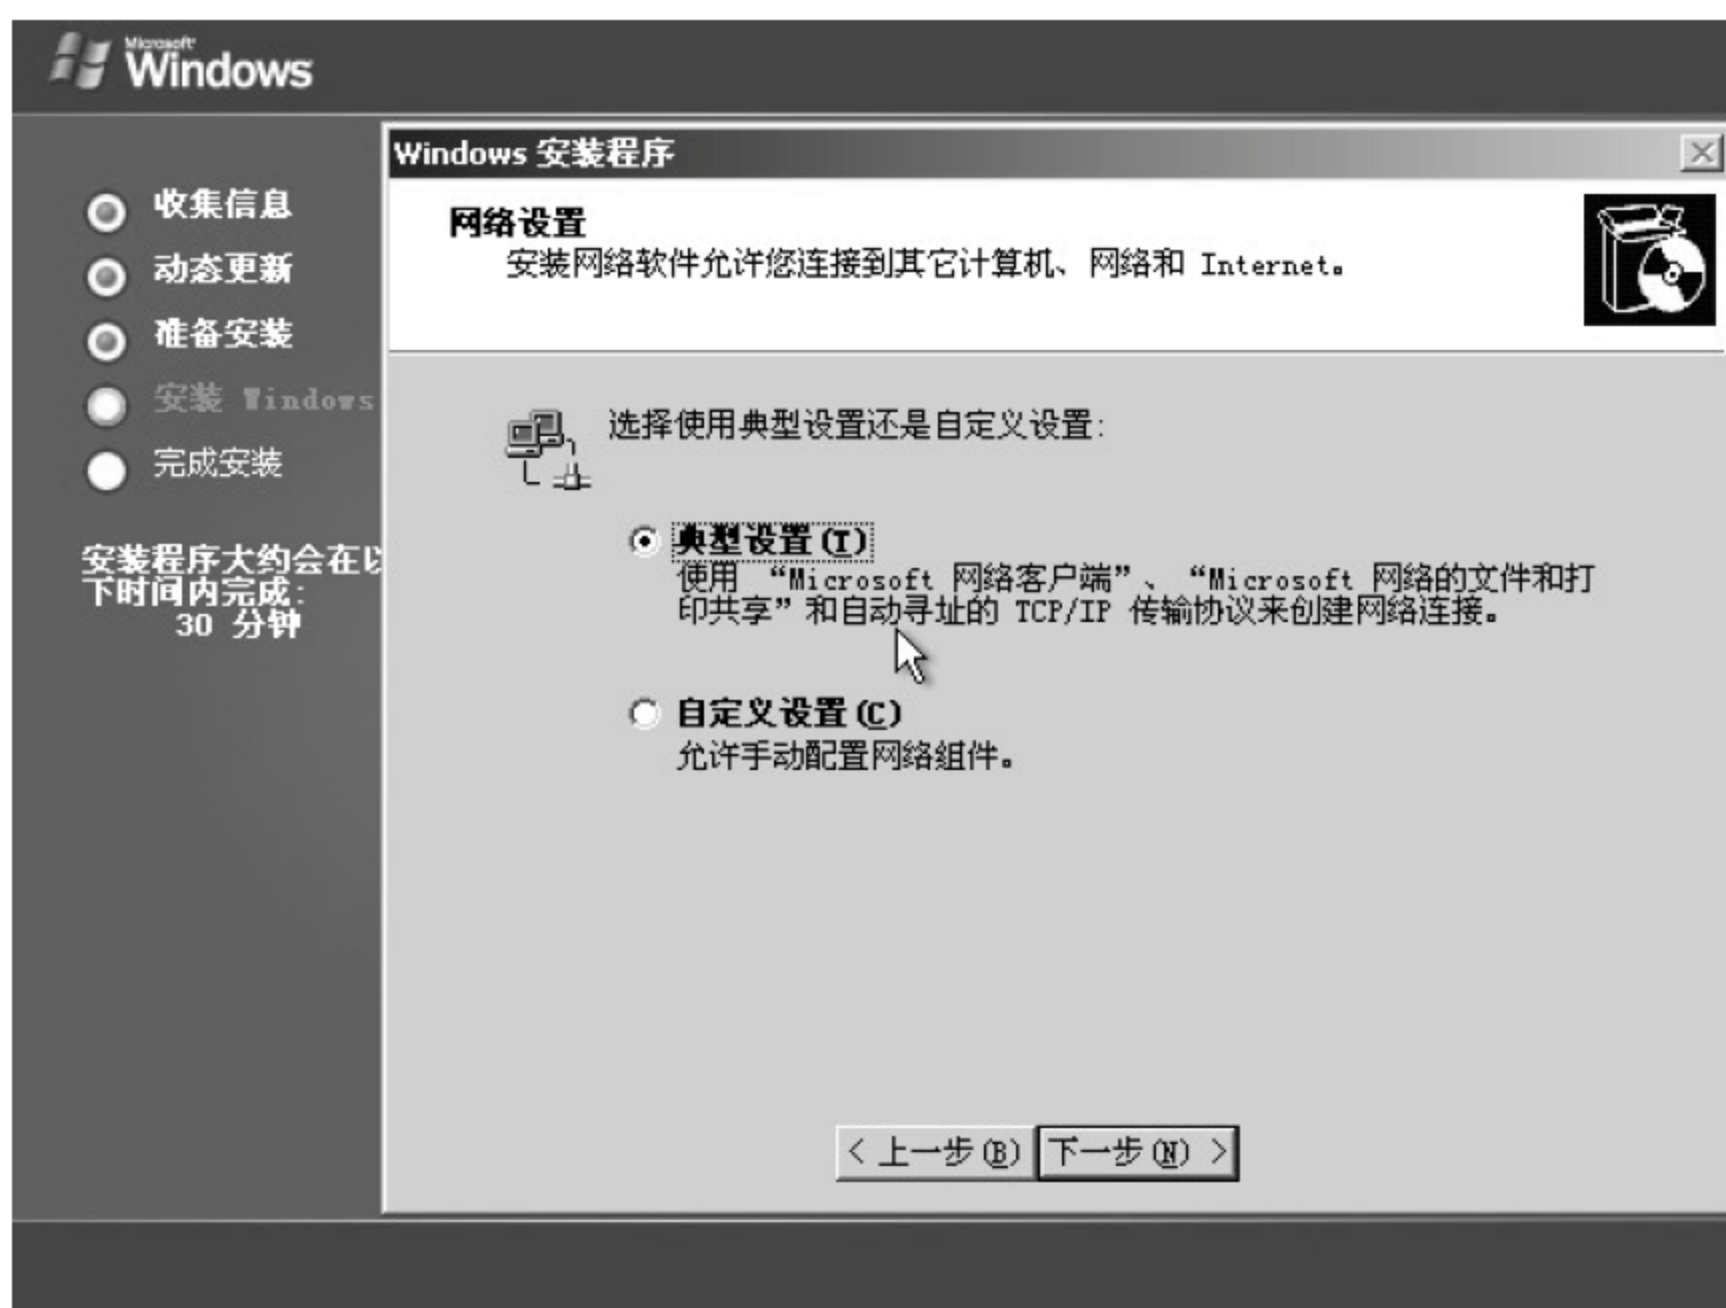 Microsoft
Windows
收集信息
动态更新
准备安装
安装 Windows
完成安装
安装程序大约会在以
下时间内完成:
30 分钟
Windows 安装程序
网络设置
安装网络软件允许您连接到其它计算机、网络和 Internet。
选择使用典型设置还是自定义设置:
典型设置(T)
使用 “Microsoft 网络客户端”、“Microsoft 网络的文件和打
印共享”和自动寻址的 TCP/IP 传输协议来创建网络连接。
自定义设置(C)
允许手动配置网络组件。
< 上一步(B)
下一步(N) >